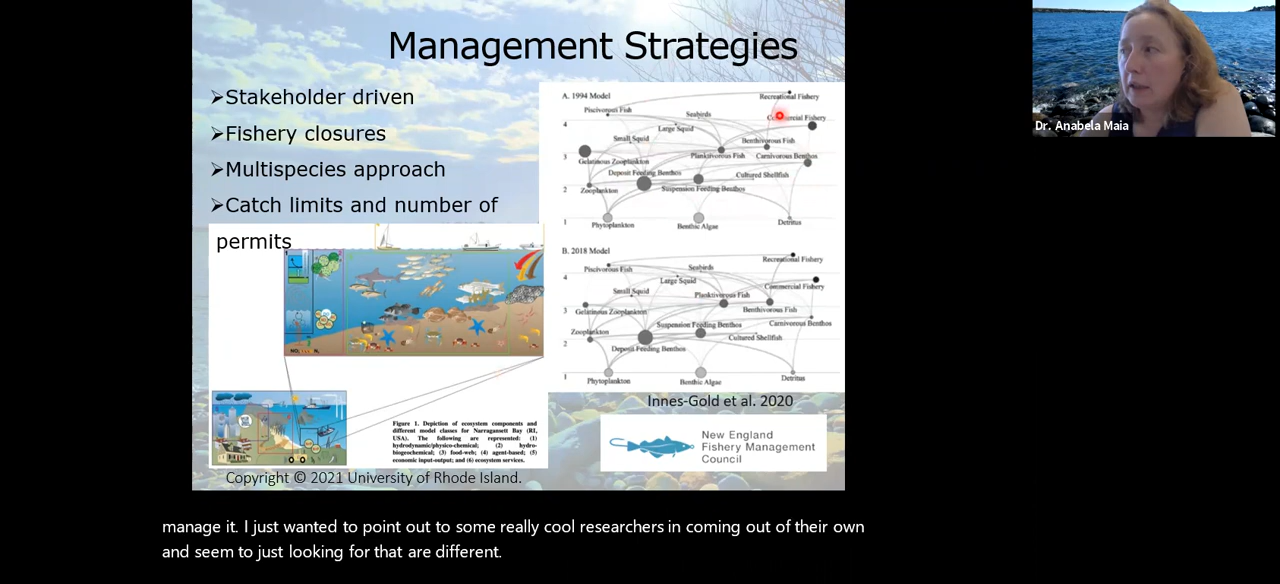 Management Strategies
➢Stakeholder driven
➢Fishery closures
➢Multispecies approach
➢Catch limits and number of
permits
A. 1994 Model
Recreational Fishery
Piscivorous Fish
Seabirds
Commercial Fishery
4
Large Squid
Small Squid
Benthivorous Fish
3
Gelatinous Zooplankton
Planktivorous Fish
Carnivorous Benthos
Deposit Feeding Benthos
Cultured Shellfish
2
Zooplankton
Suspension Feeding Benthos
1
Phytoplankton
Benthic Algae
Detritus
B. 2018 Model
Recreational Fishery
Piscivorous Fish
Seabirds
4
Large Squid
Commercial Fishery
Small Squid
Planktivorous Fish
Benthivorous Fish
3
Gelatinous Zooplankton
Carnivorous Benthos
Zooplankton
Suspension Feeding Benthos
Cultured Shellfish
2
Deposit Feeding Benthos
1
Phytoplankton
Benthic Algae
Detritus
Innes-Gold et al. 2020
New England
Fishery Management
Council
Figure 1. Depiction of ecosystem components and
different model classes for Narragansett Bay (RI,
USA). The following are represented: (1)
hydrodynamic/physico-chemical; (2) hydro-
biogeochemical; (3) food-web; (4) agent-based; (5)
economic input-output; and (6) ecosystem services.
Copyright © 2021 University of Rhode Island.
Dr. Anabela Maia
manage it. I just wanted to point out to some really cool researchers in coming out of their own
and seem to just looking for that are different.